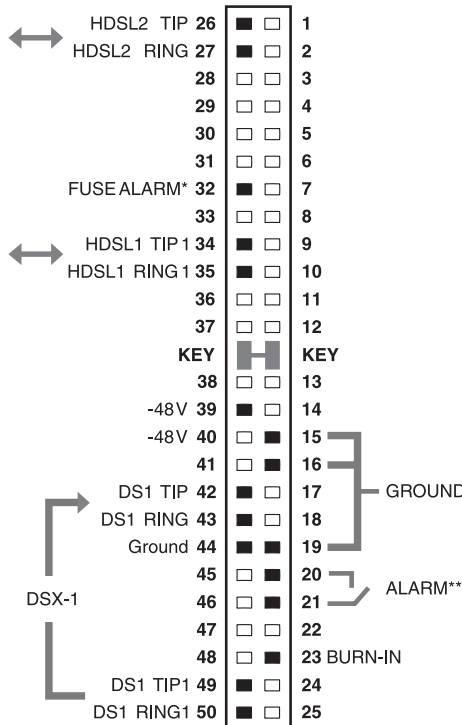 HDSL2 TIP 26 1
HDSL2 RING 27 2
28 3
29 4
30 5
31 6
FUSE ALARM* 32 7
33 8
HDSL1 TIP 1 34 9
HDSL1 RING 1 35 10
36 11
37 12
KEY KEY
38 13
-48V 39 14
-48V 40 15
41 16
DS1 TIP 42 17 GROUND
DS1 RING 43 18
Ground 44 19
45 20
DSX-1 46 21 ALARM**
47 22
48 23 BURN-IN
DS1 TIP1 49 24
DS1 RING1 50 25